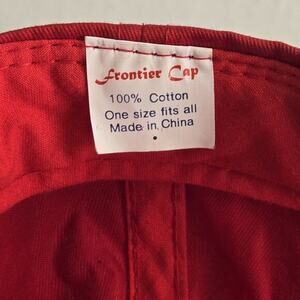 Frontier Cap
100% Cotton
One size fits all
Made in China